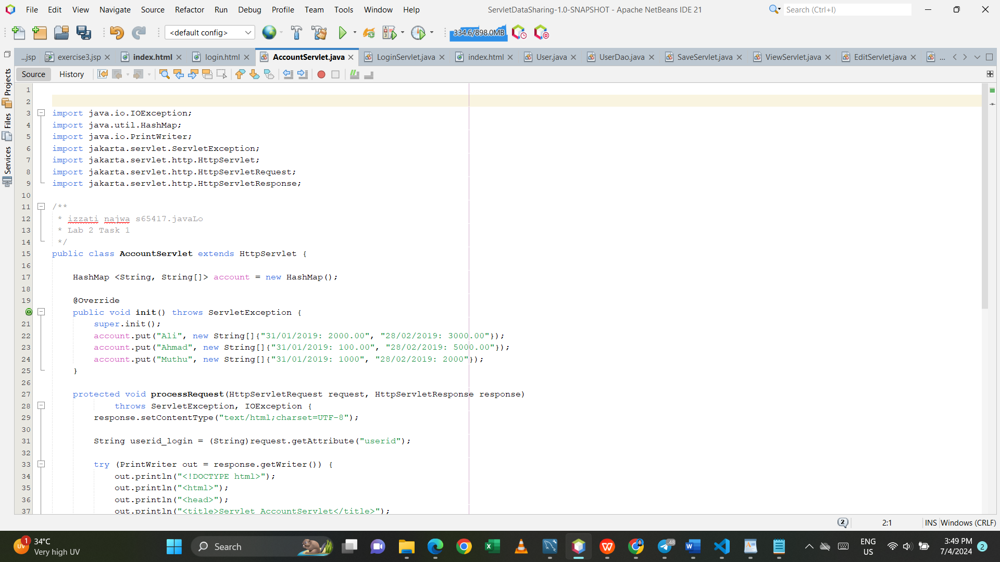 File Edit View Navigate Source Refactor Run Debug Profile Team Tools Window Help ServletDataSharing-1.0-SNAPSHOT - Apache NetBeans IDE 21 Search (Ctrl+I)
<default config> 334.6/898.0MB
...jsp exercise3.jsp index.html login.html AccountServlet.java LoginServlet.java index.html User.java UserDao.java SaveServlet.java ViewServlet.java EditServlet.java ...
Source History
Projects
Files
Services
1
2
3 import java.io.IOException;
4 import java.util.HashMap;
5 import java.io.PrintWriter;
6 import jakarta.servlet.ServletException;
7 import jakarta.servlet.http.HttpServlet;
8 import jakarta.servlet.http.HttpServletRequest;
9 import jakarta.servlet.http.HttpServletResponse;
10
11 /**
12 * izzati najwa s65417.javaLo
13 * Lab 2 Task 1
14 */
15 public class AccountServlet extends HttpServlet {
16
17 HashMap <String, String[]> account = new HashMap();
18
19 @Override
public void init() throws ServletException {
21 super.init();
22 account.put("Ali", new String[]{"31/01/2019: 2000.00", "28/02/2019: 3000.00"});
23 account.put("Ahmad", new String[]{"31/01/2019: 100.00", "28/02/2019: 5000.00"});
24 account.put("Muthu", new String[]{"31/01/2019: 1000", "28/02/2019: 2000"});
25 }
26
27 protected void processRequest(HttpServletRequest request, HttpServletResponse response)
28 throws ServletException, IOException {
29 response.setContentType("text/html;charset=UTF-8");
30
31 String userid_login = (String)request.getAttribute("userid");
32
33 try (PrintWriter out = response.getWriter()) {
34 out.println("<!DOCTYPE html>");
35 out.println("<html>");
36 out.println("<head>");
37 out.println("<title>Servlet AccountServlet</title>");
2 2:1 INS Windows (CRLF)
UV 1 34°C
Very high UV
Search
48
ENG
US
3:49 PM
7/4/2024
2